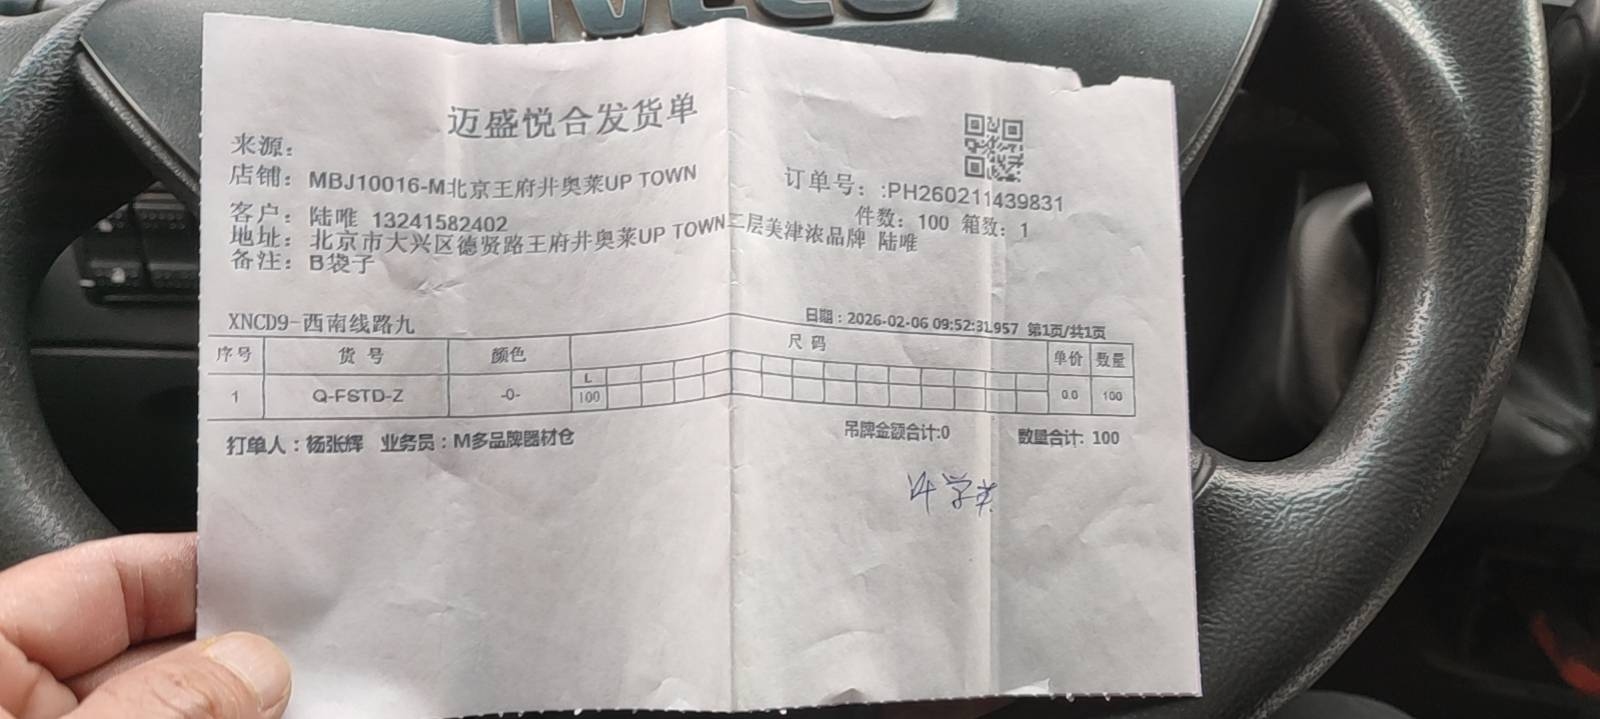 IVECO
迈盛悦合发货单
来源：
店铺：MBJ10016-M北京王府井奥莱UP TOWN
订单号：:PH260211439831
客户：陆唯 13241582402
件数：100 箱数：1
地址：北京市大兴区德贤路王府井奥莱UP TOWN二层美津浓品牌 陆唯
备注：B袋子
XNCD9-西南线路九
日期：2026-02-06 09:52:31.957 第1页/共1页
序号 货号 颜色 尺码 单价 数量
L
1 Q-FSTD-Z -0- 100 0.0 100
打单人：杨张辉 业务员：M多品牌器材仓 吊牌金额合计:0 数量合计: 100